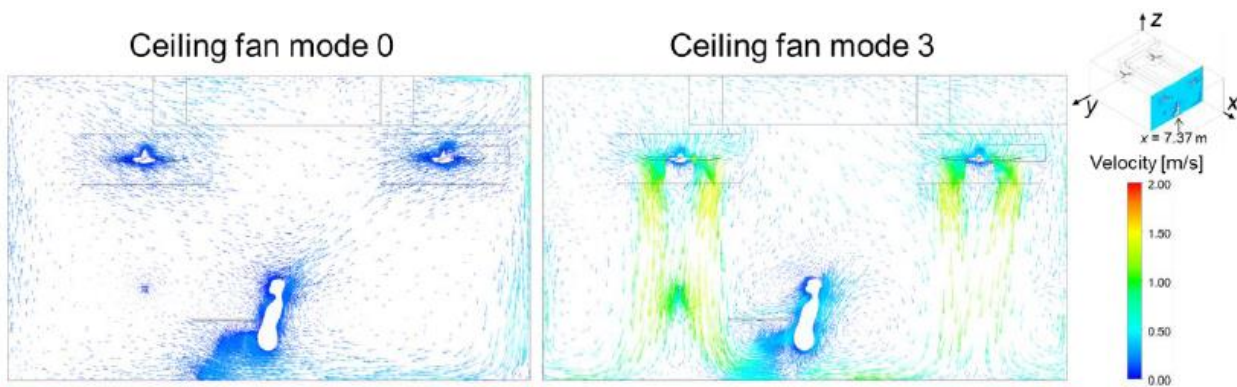 Ceiling fan mode 0
Ceiling fan mode 3
z
y
x
x = 7.37 m
Velocity [m/s]
2.00
1.50
1.00
0.50
0.00